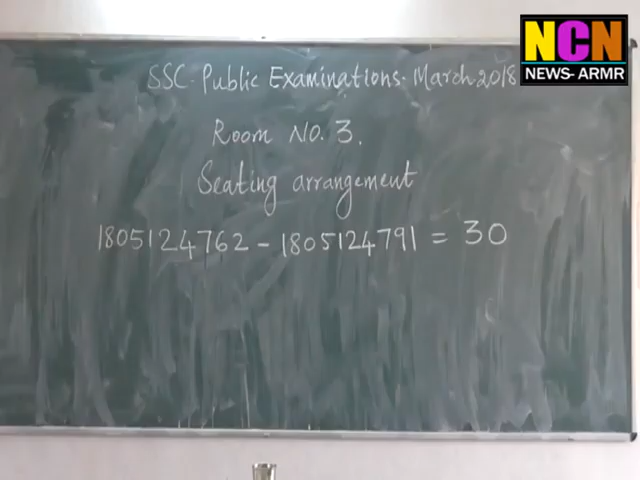 NCN
NEWS- ARMR
SSC- Public Examinations- March-2018
Room No. 3.
Seating arrangement
1805124762 - 1805124791 = 30